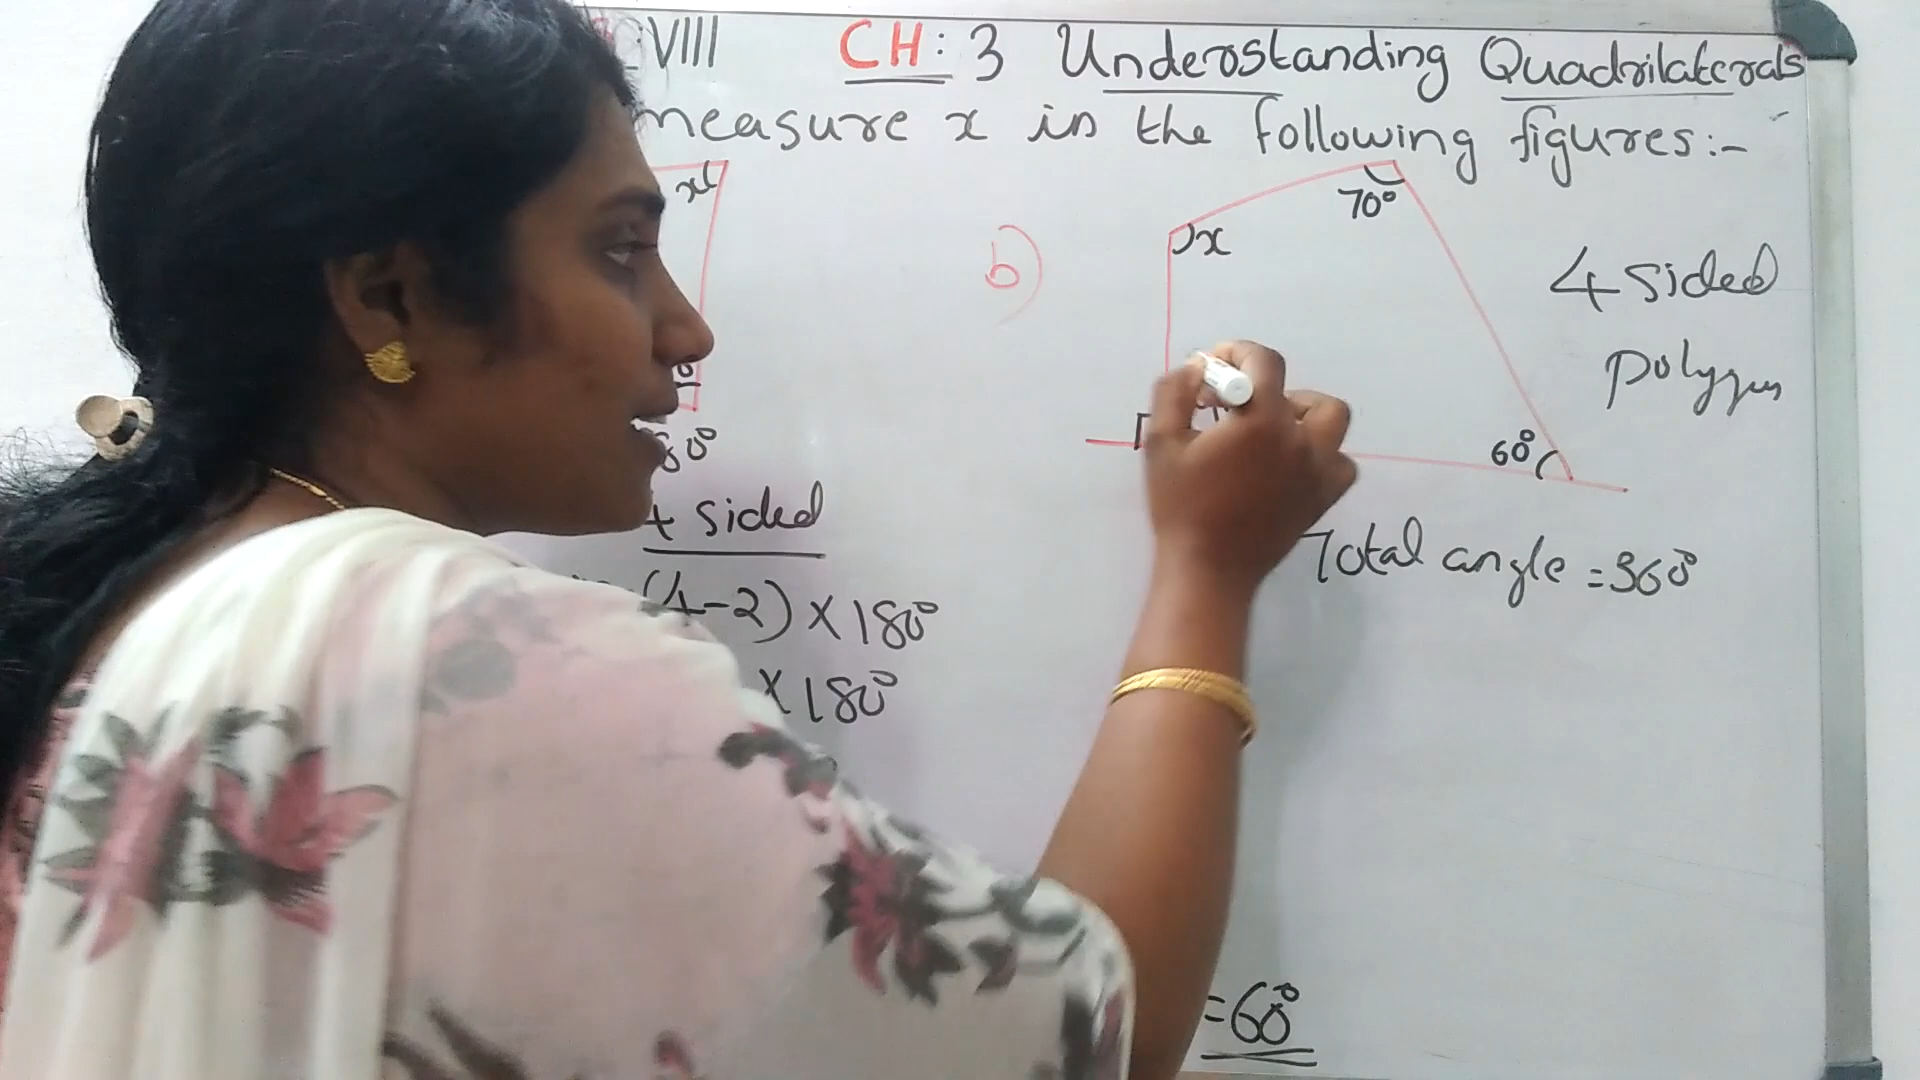 :VIII CH: 3 Understanding Quadrilaterals
measure x in the following figures:-
x
70°
b) x
4 sided
polygon
60°
4 sided
Total angle = 360°
(4-2) × 180°
× 180°
= 60°